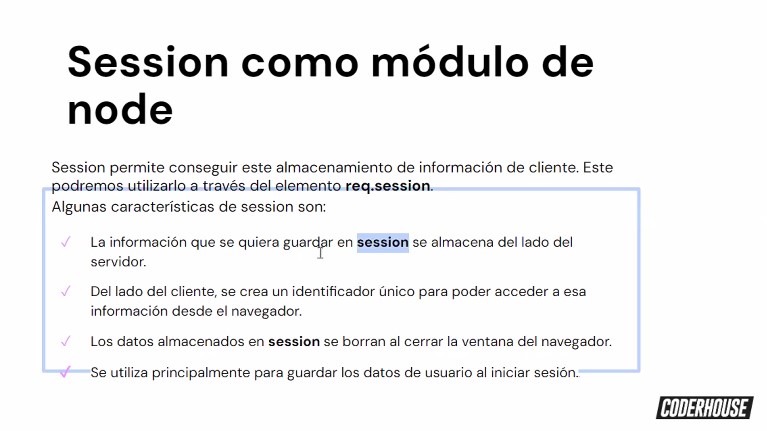 Session como módulo de
node
Session permite conseguir este almacenamiento de información de cliente. Este
podremos utilizarlo a través del elemento req.session.
Algunas características de session son:
✓ La información que se quiera guardar en session se almacena del lado del
servidor.
✓ Del lado del cliente, se crea un identificador único para poder acceder a esa
información desde el navegador.
✓ Los datos almacenados en session se borran al cerrar la ventana del navegador.
✓ Se utiliza principalmente para guardar los datos de usuario al iniciar sesión.
CODERHOUSE